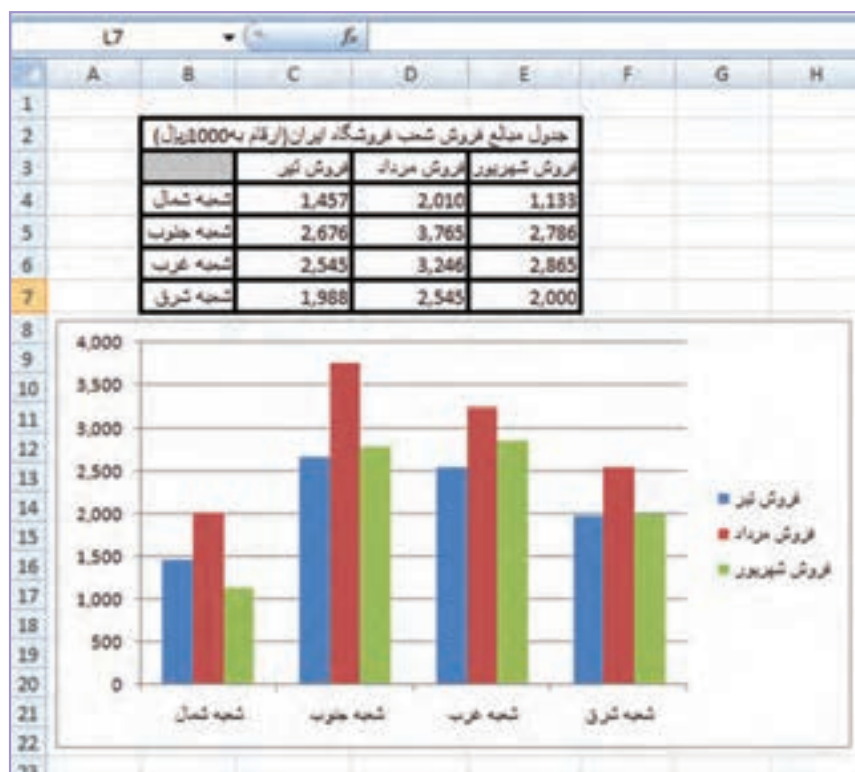 L7 fx
A B C D E F G H
1
2 جدول مبالغ فروش شعب فروشگاه ایران(ارقام به1000ریال)
3 فروش تیر فروش مرداد فروش شهریور
4 شعبه شمال 1,457 2,010 1,133
5 شعبه جنوب 2,676 3,765 2,786
6 شعبه غرب 2,545 3,246 2,865
7 شعبه شرق 1,988 2,545 2,000
8
9
10
11
12
13
14
15
16
17
18
19
20
21
22
23
4,000
3,500
3,000
2,500
2,000
1,500
1,000
500
0
شعبه شمال شعبه جنوب شعبه غرب شعبه شرق
فروش تیر
فروش مرداد
فروش شهریور